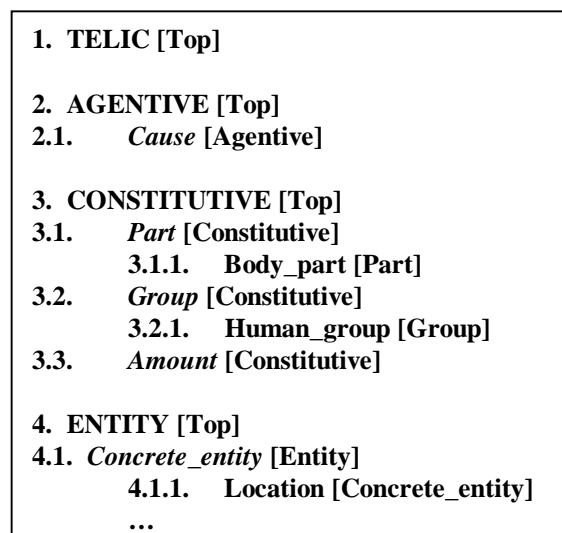 1. TELIC [Top]
2. AGENTIVE [Top]
2.1. Cause [Agentive]
3. CONSTITUTIVE [Top]
3.1. Part [Constitutive]
3.1.1. Body_part [Part]
3.2. Group [Constitutive]
3.2.1. Human_group [Group]
3.3. Amount [Constitutive]
4. ENTITY [Top]
4.1. Concrete_entity [Entity]
4.1.1. Location [Concrete_entity]
…